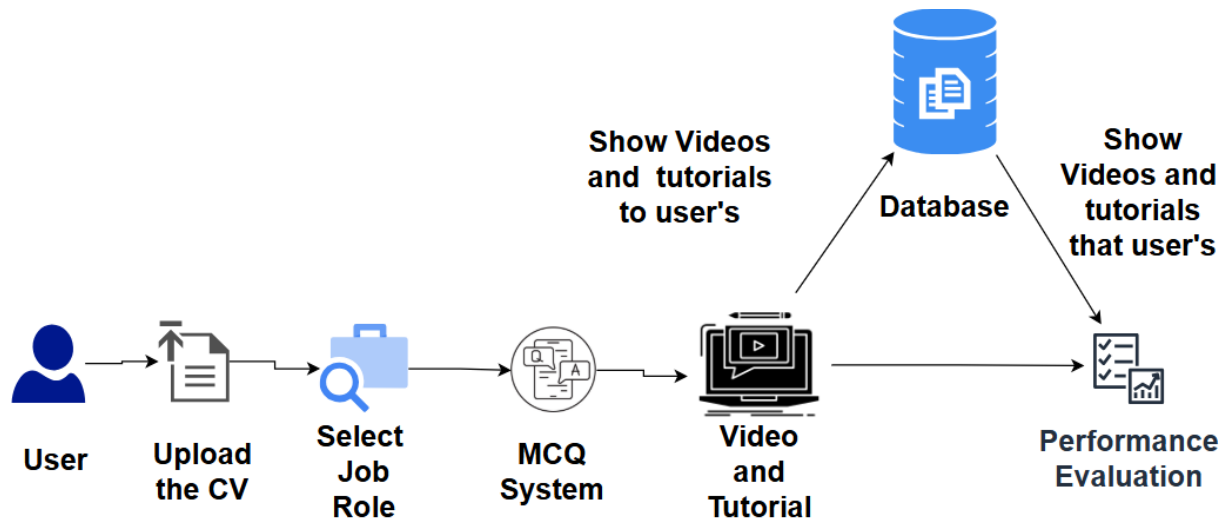 Show Videos
and tutorials
to user's
Database
Show
Videos and
tutorials
that user's
Q
A
User
Upload
the CV
Select
Job
Role
MCQ
System
Video
and
Tutorial
Performance
Evaluation